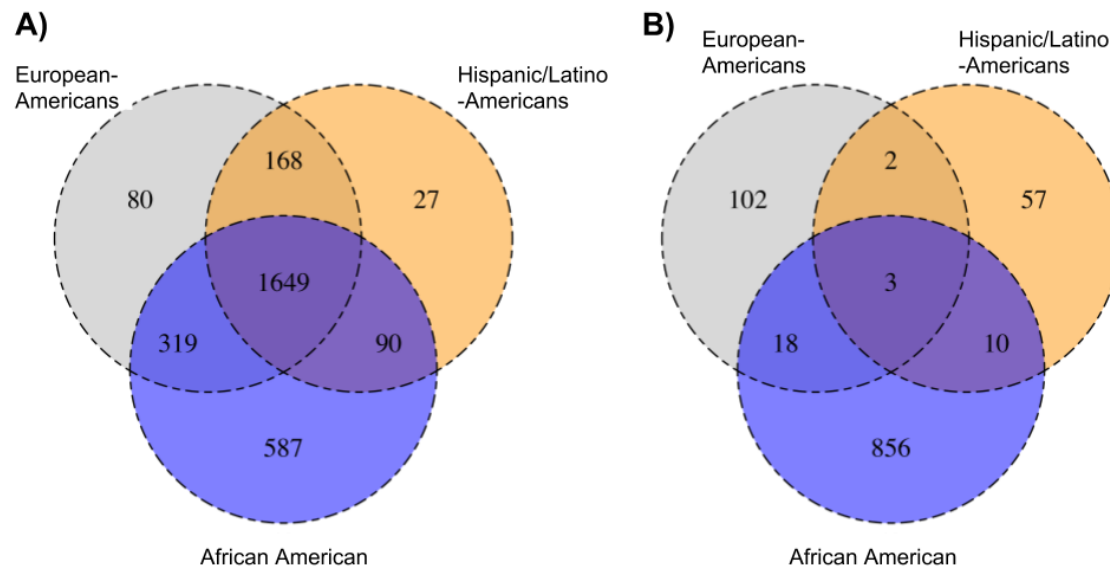 A)
European-
Americans
Hispanic/Latino
-Americans
168
80
27
1649
319
90
587
African American
B)
European-
Americans
Hispanic/Latino
-Americans
2
102
57
3
18
10
856
African American